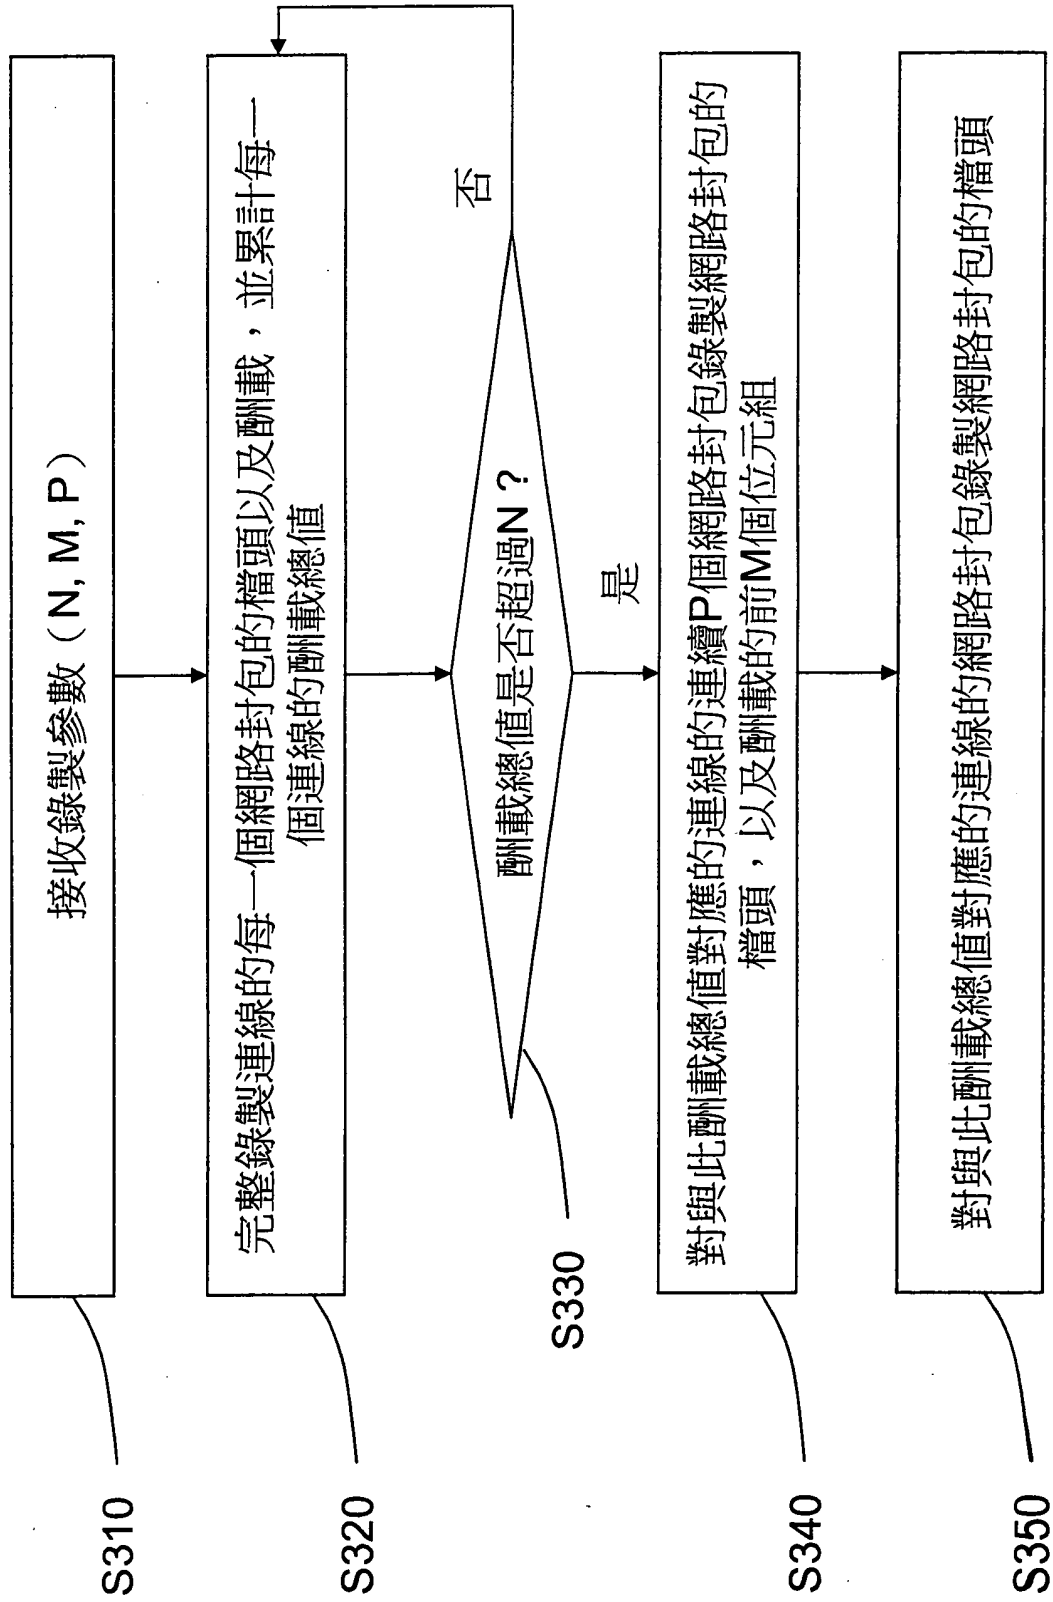 接收錄製參數（N, M, P）
S310
完整錄製連線的每一個網路封包的檔頭以及酬載，並累計每一
個連線的酬載總值
S320
酬載總值是否超過N？
否
S330
是
對與此酬載總值對應的連線的連續P個網路封包錄製網路封包的
檔頭，以及酬載的前M個位元組
S340
對與此酬載總值對應的連線的網路封包錄製網路封包的檔頭
S350